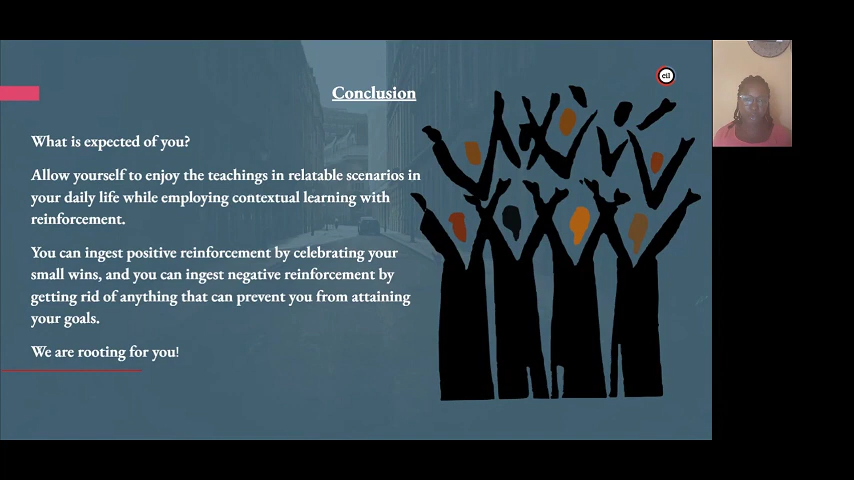 Conclusion
cil
What is expected of you?
Allow yourself to enjoy the teachings in relatable scenarios in
your daily life while employing contextual learning with
reinforcement.
You can ingest positive reinforcement by celebrating your
small wins, and you can ingest negative reinforcement by
getting rid of anything that can prevent you from attaining
your goals.
We are rooting for you!